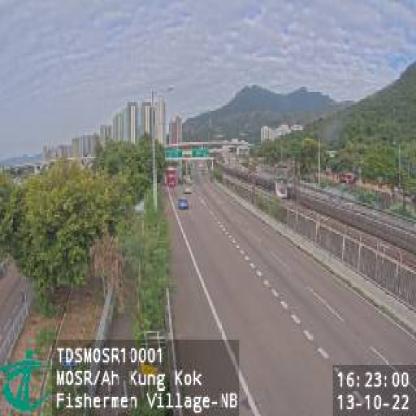 TDSMOSR10001
MOSR/Ah Kung Kok
Fishermen Village-NB
16:23:00
13-10-22